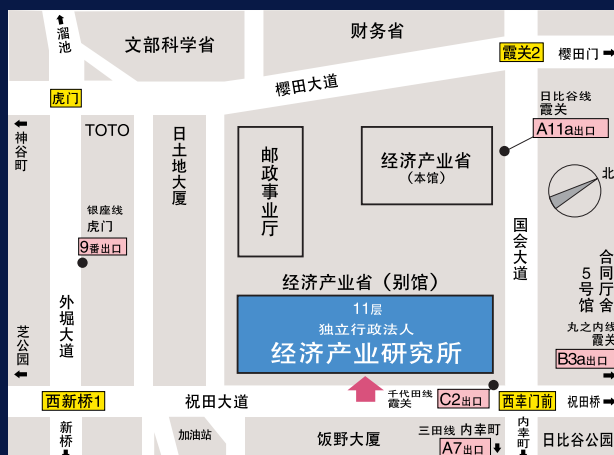 溜池
文部科学省
财务省
霞关2
樱田门
虎门
樱田大道
日比谷线
霞关
A11a出口
神谷町
TOTO
日土地大厦
邮政事业厅
经济产业省
(本馆)
北
银座线
虎门
9番出口
国会大道
合同厅舍
5号馆
经济产业省（别馆）
11层
独立行政法人
经济产业研究所
外堀大道
芝公园
丸之内线
霞关
B3a出口
西新桥1
祝田大道
千代田线
霞关
C2出口
西幸门前
祝田桥
新桥
加油站
饭野大厦
三田线 内幸町
A7出口
内幸町
日比谷公园